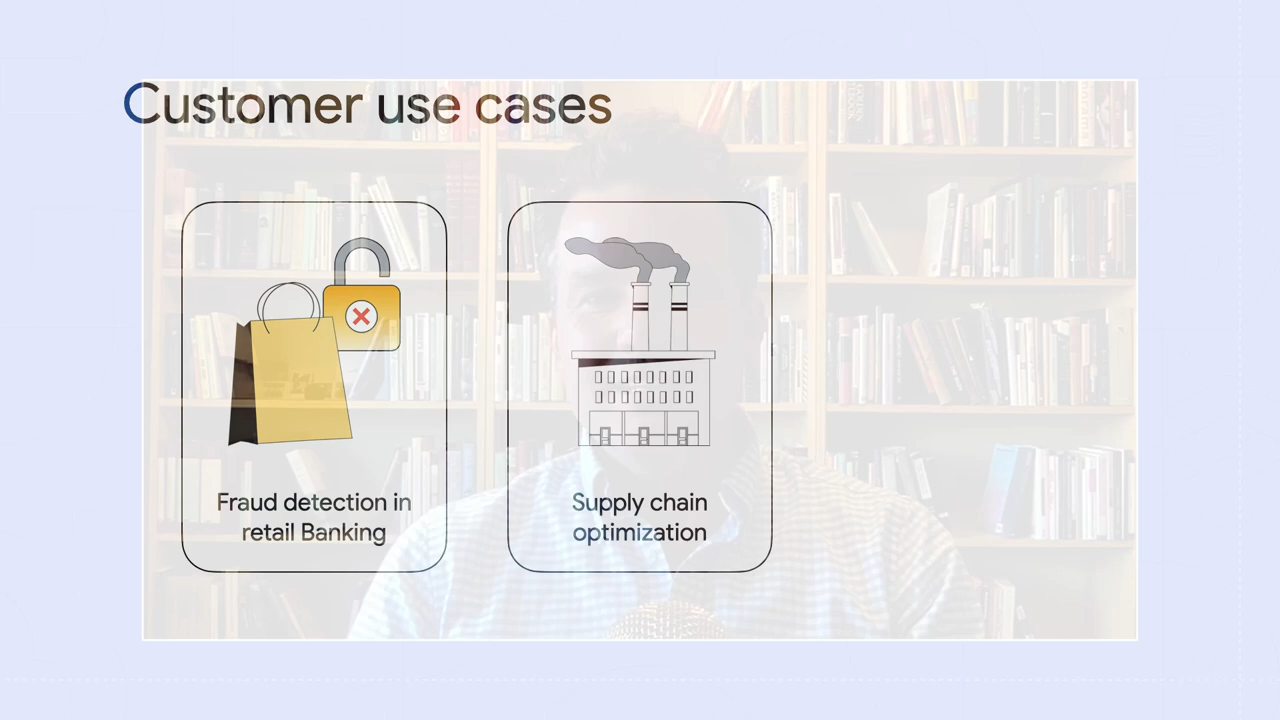 Customer use cases
Fraud detection in
retail Banking
Supply chain
optimization